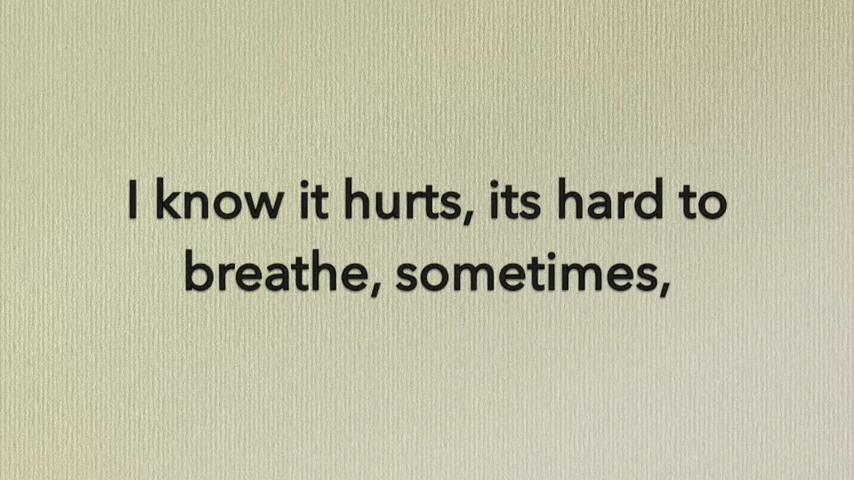 I know it hurts, its hard to
breathe, sometimes,